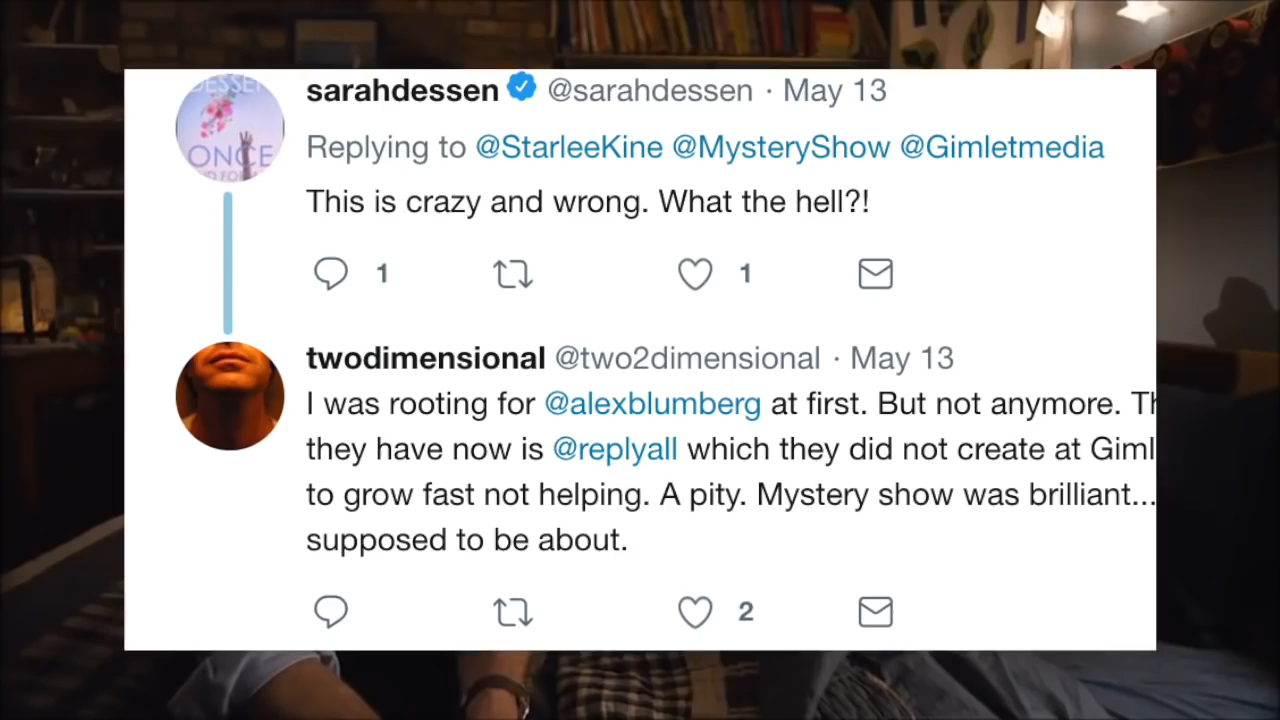 DESSEN
ONCE
sarahdessen @sarahdessen · May 13
Replying to @StarleeKine @MysteryShow @Gimletmedia
This is crazy and wrong. What the hell?!
1 1
twodimensional @two2dimensional · May 13
I was rooting for @alexblumberg at first. But not anymore.
they have now is @replyall which they did not create at
to grow fast not helping. A pity. Mystery show was brilliant...
supposed to be about.
2